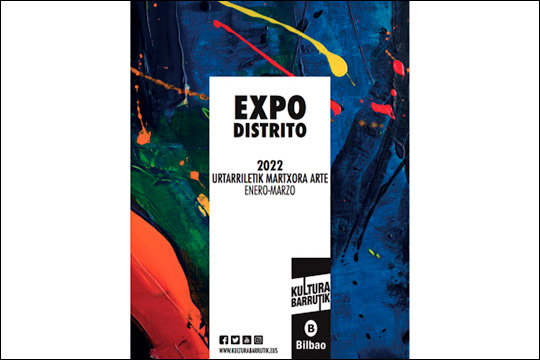 EXPO
DISTRITO
2022
URTARRILETIK MARTXORA ARTE
ENERO-MARZO
KULTURA
BARRUTIK
B
Bilbao
WWW.KULTURABARRUTIK.EUS